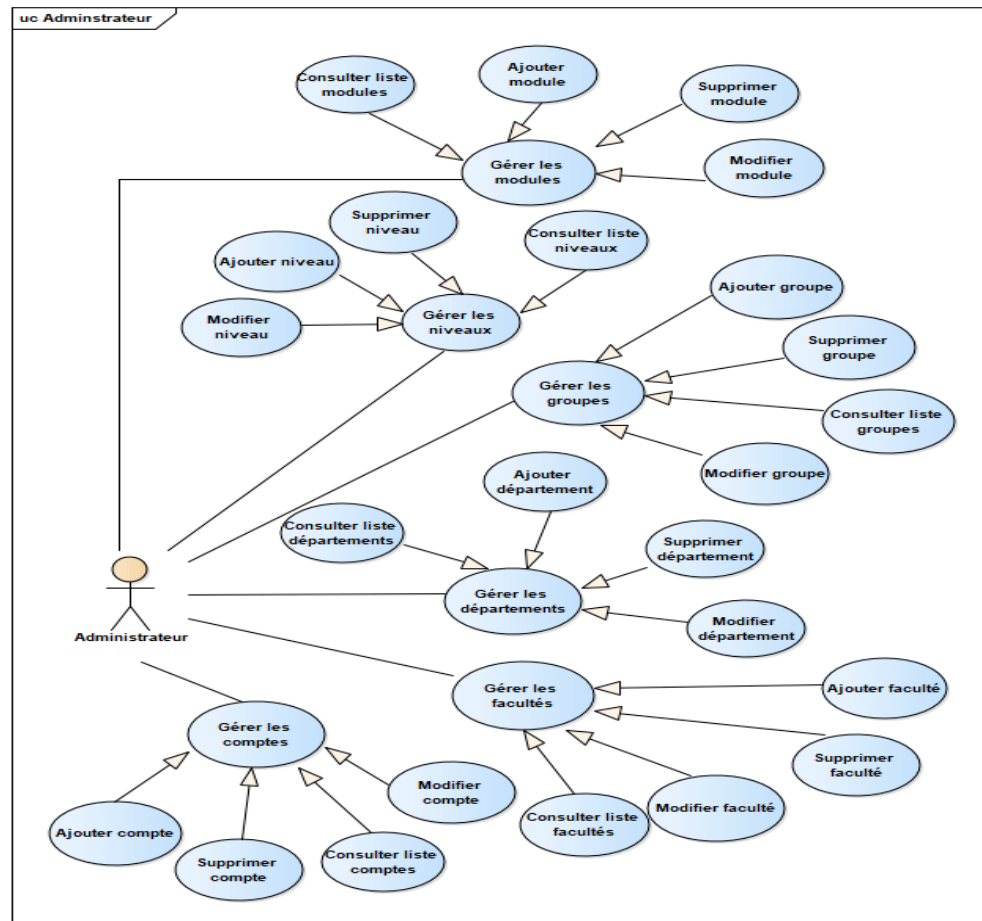 uc Adminstrateur
Consulter liste
modules
Ajouter
module
Supprimer
module
Gérer les
modules
Modifier
module
Supprimer
niveau
Consulter liste
niveaux
Ajouter niveau
Modifier
niveau
Gérer les
niveaux
Ajouter groupe
Supprimer
groupe
Gérer les
groupes
Consulter liste
groupes
Modifier groupe
Ajouter
département
Consulter liste
départements
Supprimer
département
Gérer les
départements
Modifier
département
Administrateur
Gérer les
facultés
Ajouter faculté
Supprimer
faculté
Modifier faculté
Consulter liste
facultés
Gérer les
comptes
Modifier
compte
Ajouter compte
Supprimer
compte
Consulter liste
comptes